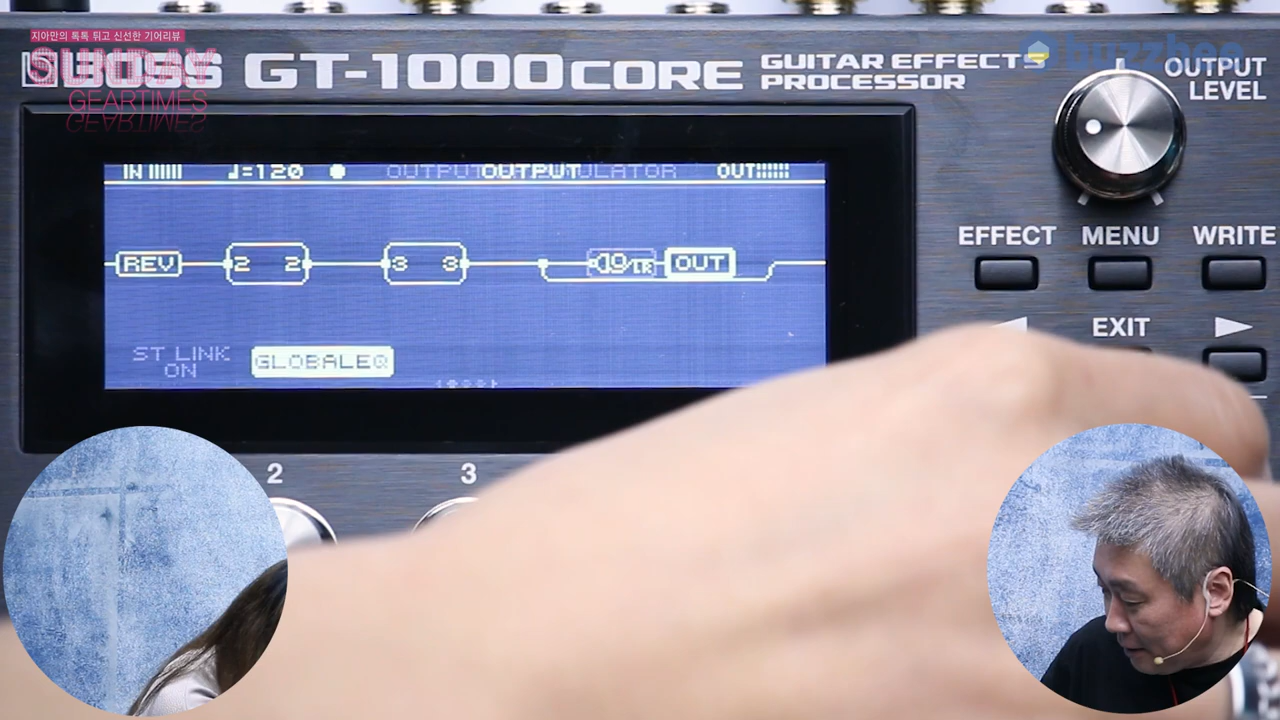 지아만의 톡톡 튀고 신선한 기어리뷰
SUNDAY
GEARTIMES
buzzbee
BOSS GT-1000CORE GUITAR EFFECTS PROCESSOR
OUTPUT LEVEL
IN ♩=120 OUTPUT OUT
REV 2 2 3 3 IR OUT
ST LINK ON
GLOBALEQ
EFFECT MENU WRITE
EXIT
2 3